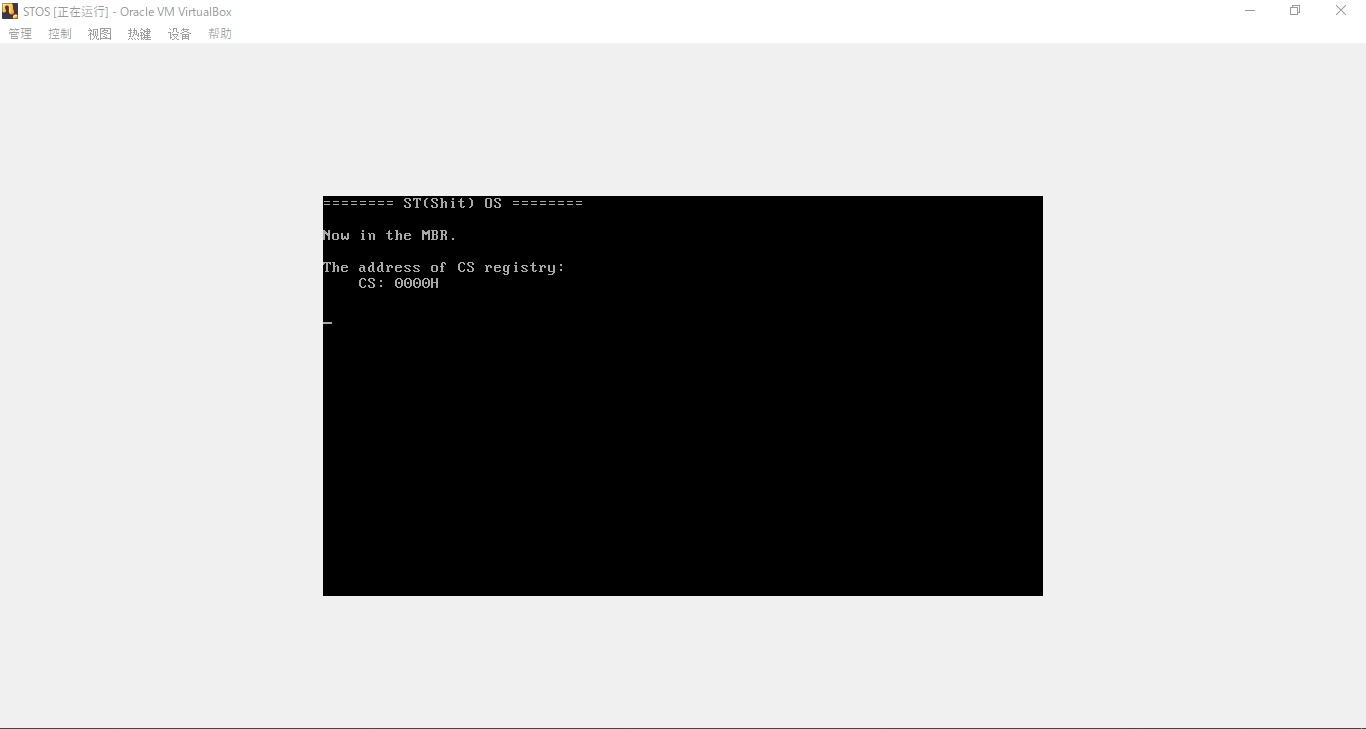 STOS [正在运行] - Oracle VM VirtualBox
管理 控制 视图 热键 设备 帮助
======== ST(Shit) OS ========
Now in the MBR.
The address of CS registry:
CS: 0000H